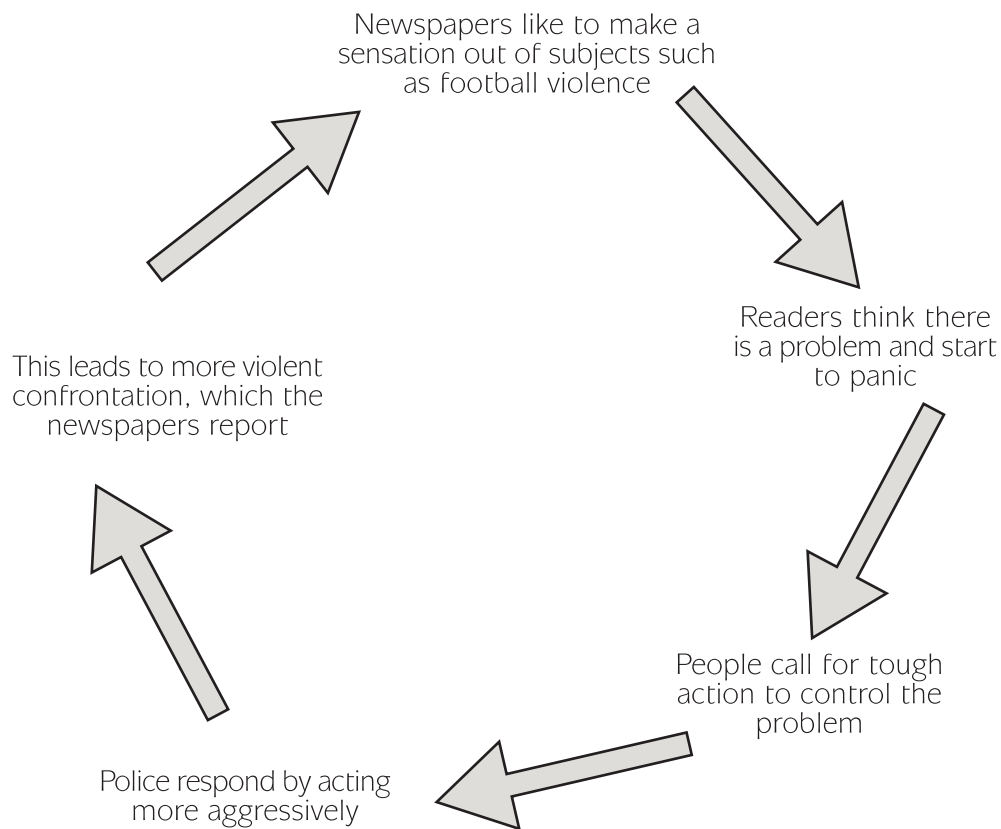 Newspapers like to make a
sensation out of subjects such
as football violence
Readers think there
is a problem and start
to panic
People call for tough
action to control the
problem
Police respond by acting
more aggressively
This leads to more violent
confrontation, which the
newspapers report